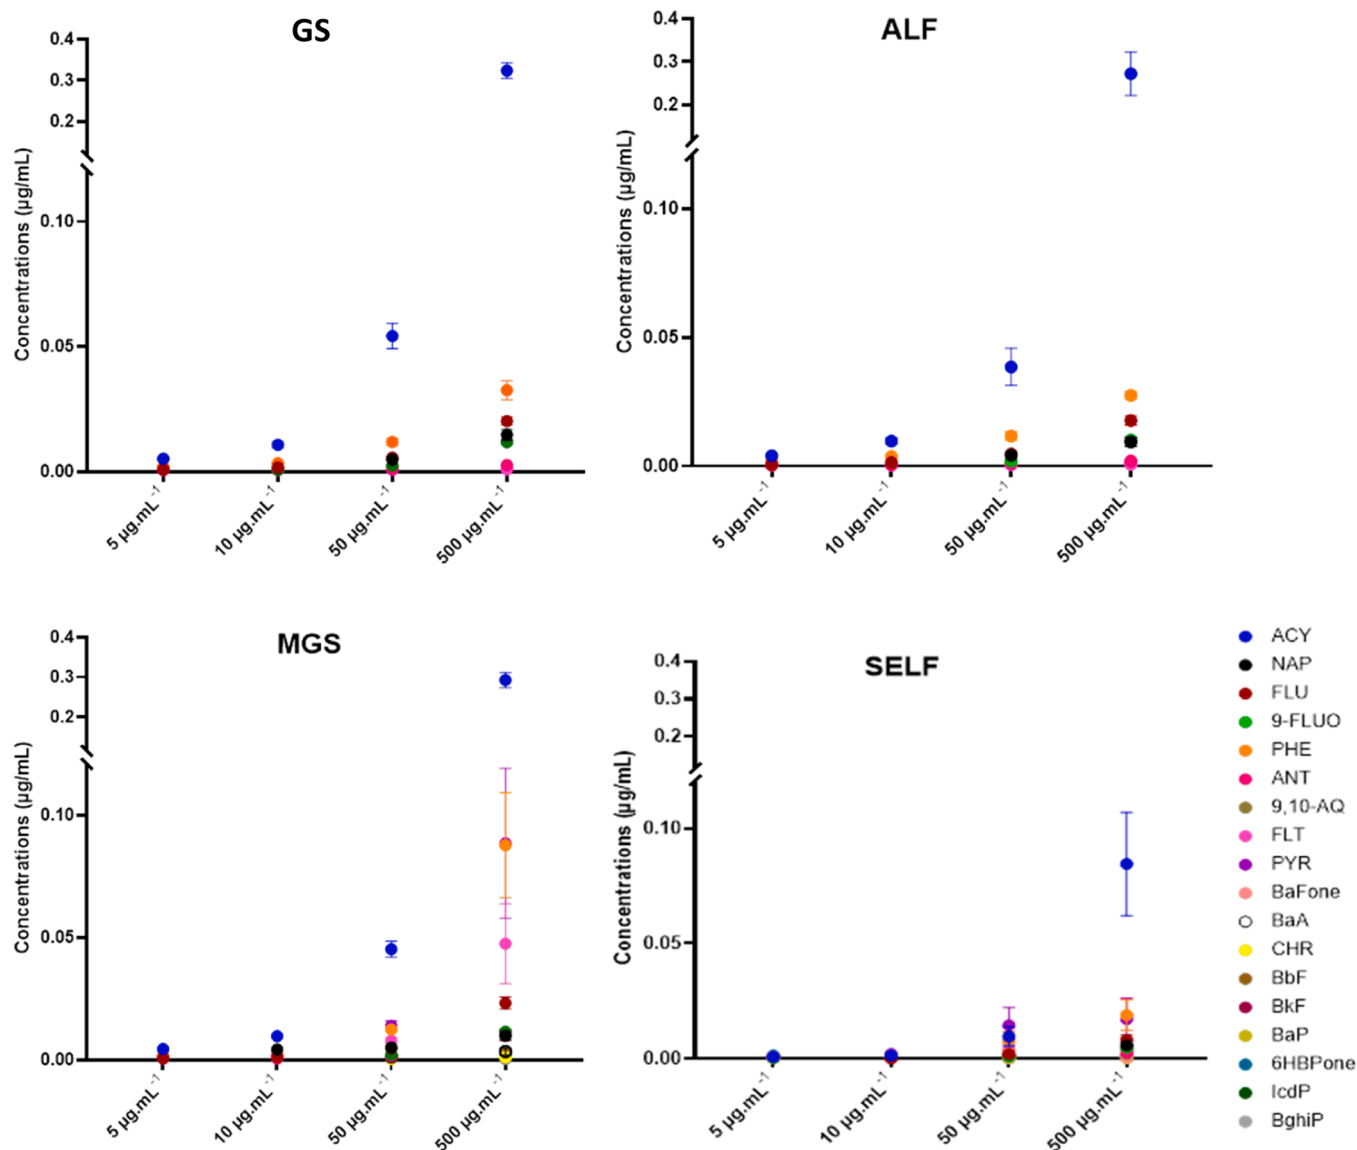 GS
0.4
0.3
0.2
0.10
0.05
0.00
Concentrations (µg/mL)
5 µg.mL⁻¹
10 µg.mL⁻¹
50 µg.mL⁻¹
500 µg.mL⁻¹
ALF
0.4
0.3
0.2
0.10
0.05
0.00
Concentrations (µg/mL)
5 µg.mL⁻¹
10 µg.mL⁻¹
50 µg.mL⁻¹
500 µg.mL⁻¹
MGS
0.4
0.3
0.2
0.10
0.05
0.00
Concentrations (µg/mL)
5 µg.mL⁻¹
10 µg.mL⁻¹
50 µg.mL⁻¹
500 µg.mL⁻¹
SELF
0.4
0.3
0.2
0.10
0.05
0.00
Concentrations (µg/mL)
5 µg.mL⁻¹
10 µg.mL⁻¹
50 µg.mL⁻¹
500 µg.mL⁻¹
ACY
NAP
FLU
9-FLUO
PHE
ANT
9,10-AQ
FLT
PYR
BaFone
BaA
CHR
BbF
BkF
BaP
6HBPone
IcdP
BghiP